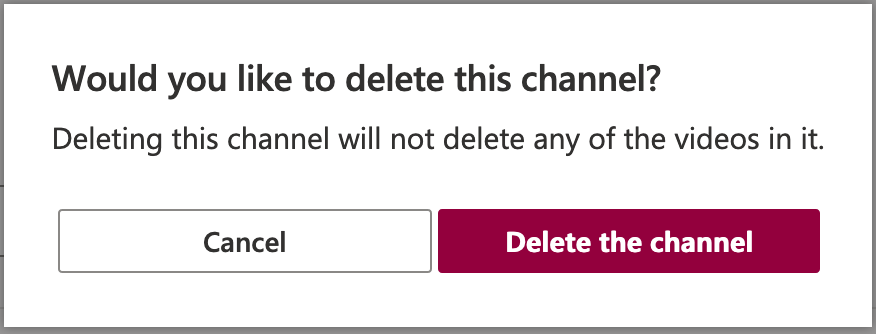 Would you like to delete this channel?
Deleting this channel will not delete any of the videos in it.
Cancel
Delete the channel